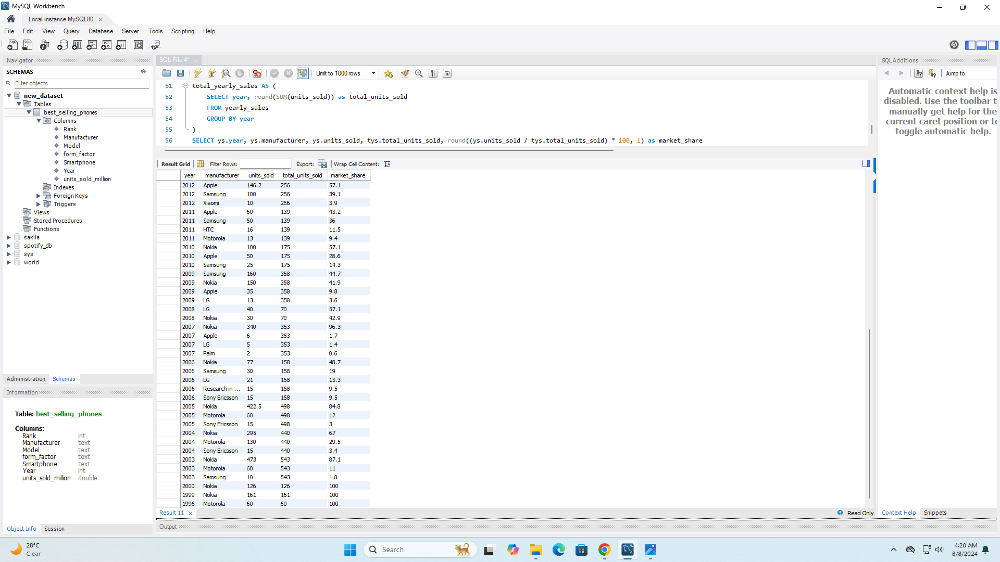 MySQL Workbench
Local instance MySQL80
File Edit View Query Database Server Tools Scripting Help
Navigator
SCHEMAS
Filter objects
new_dataset
Tables
best_selling_phones
Columns
Rank
Manufacturer
Model
form_factor
Smartphone
Year
units_sold_million
Indexes
Foreign Keys
Triggers
Views
Stored Procedures
Functions
sakila
spotify_db
sys
world
Administration Schemas
Information
Table: best_selling_phones
Columns:
Rank int
Manufacturer text
Model text
form_factor text
Smartphone text
Year int
units_sold_million double
Object Info Session
SQL File 4*
Limit to 1000 rows
51 total_yearly_sales AS (
52 SELECT year, round(SUM(units_sold)) as total_units_sold
53 FROM yearly_sales
54 GROUP BY year
55 )
56 SELECT ys.year, ys.manufacturer, ys.units_sold, tys.total_units_sold, round((ys.units_sold / tys.total_units_sold) * 100, 1) as market_share
Result Grid Filter Rows: Export: Wrap Cell Content:
year manufacturer units_sold total_units_sold market_share
2012 Apple 146.2 256 57.1
2012 Samsung 100 256 39.1
2012 Xiaomi 10 256 3.9
2011 Apple 60 139 43.2
2011 Samsung 50 139 36
2011 HTC 16 139 11.5
2011 Motorola 13 139 9.4
2010 Nokia 100 175 57.1
2010 Apple 50 175 28.6
2010 Samsung 25 175 14.3
2009 Samsung 160 358 44.7
2009 Nokia 150 358 41.9
2009 Apple 35 358 9.8
2009 LG 13 358 3.6
2008 LG 40 70 57.1
2008 Nokia 30 70 42.9
2007 Nokia 340 353 96.3
2007 Apple 6 353 1.7
2007 LG 5 353 1.4
2007 Palm 2 353 0.6
2006 Nokia 77 158 48.7
2006 Samsung 30 158 19
2006 LG 21 158 13.3
2006 Research in ... 15 158 9.5
2006 Sony Ericsson 15 158 9.5
2005 Nokia 422.5 498 84.8
2005 Motorola 60 498 12
2005 Sony Ericsson 15 498 3
2004 Nokia 295 440 67
2004 Motorola 130 440 29.5
2004 Sony Ericsson 15 440 3.4
2003 Nokia 473 543 87.1
2003 Motorola 60 543 11
2003 Samsung 10 543 1.8
2000 Nokia 126 126 100
1999 Nokia 161 161 100
1996 Motorola 60 60 100
Result 11
Read Only
Output
SQLAdditions
Jump to
Automatic context help is
disabled. Use the toolbar t
manually get help for the
current caret position or to
toggle automatic help.
Context Help Snippets
28°C
Clear
Search
4:20 AM
8/8/2024